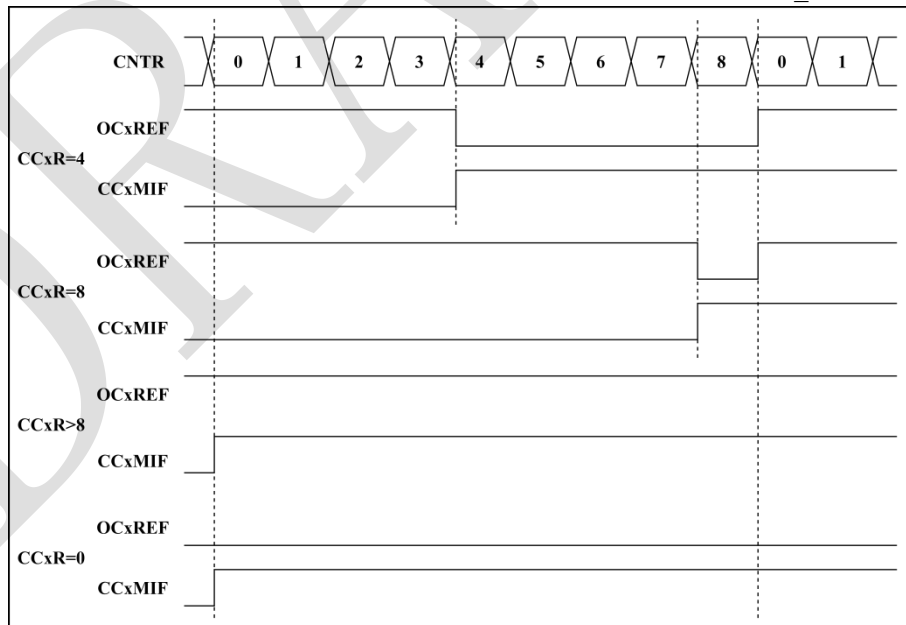 CNTR 0 1 2 3 4 5 6 7 8 0 1
OCxREF
CCxR=4
CCxMIF
OCxREF
CCxR=8
CCxMIF
OCxREF
CCxR>8
CCxMIF
OCxREF
CCxR=0
CCxMIF